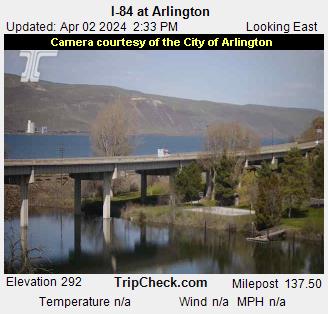 I-84 at Arlington
Updated: Apr 02 2024 2:33 PM Looking East
Camera courtesy of the City of Arlington
Elevation 292 TripCheck.com Milepost 137.50
Temperature n/a Wind n/a MPH n/a